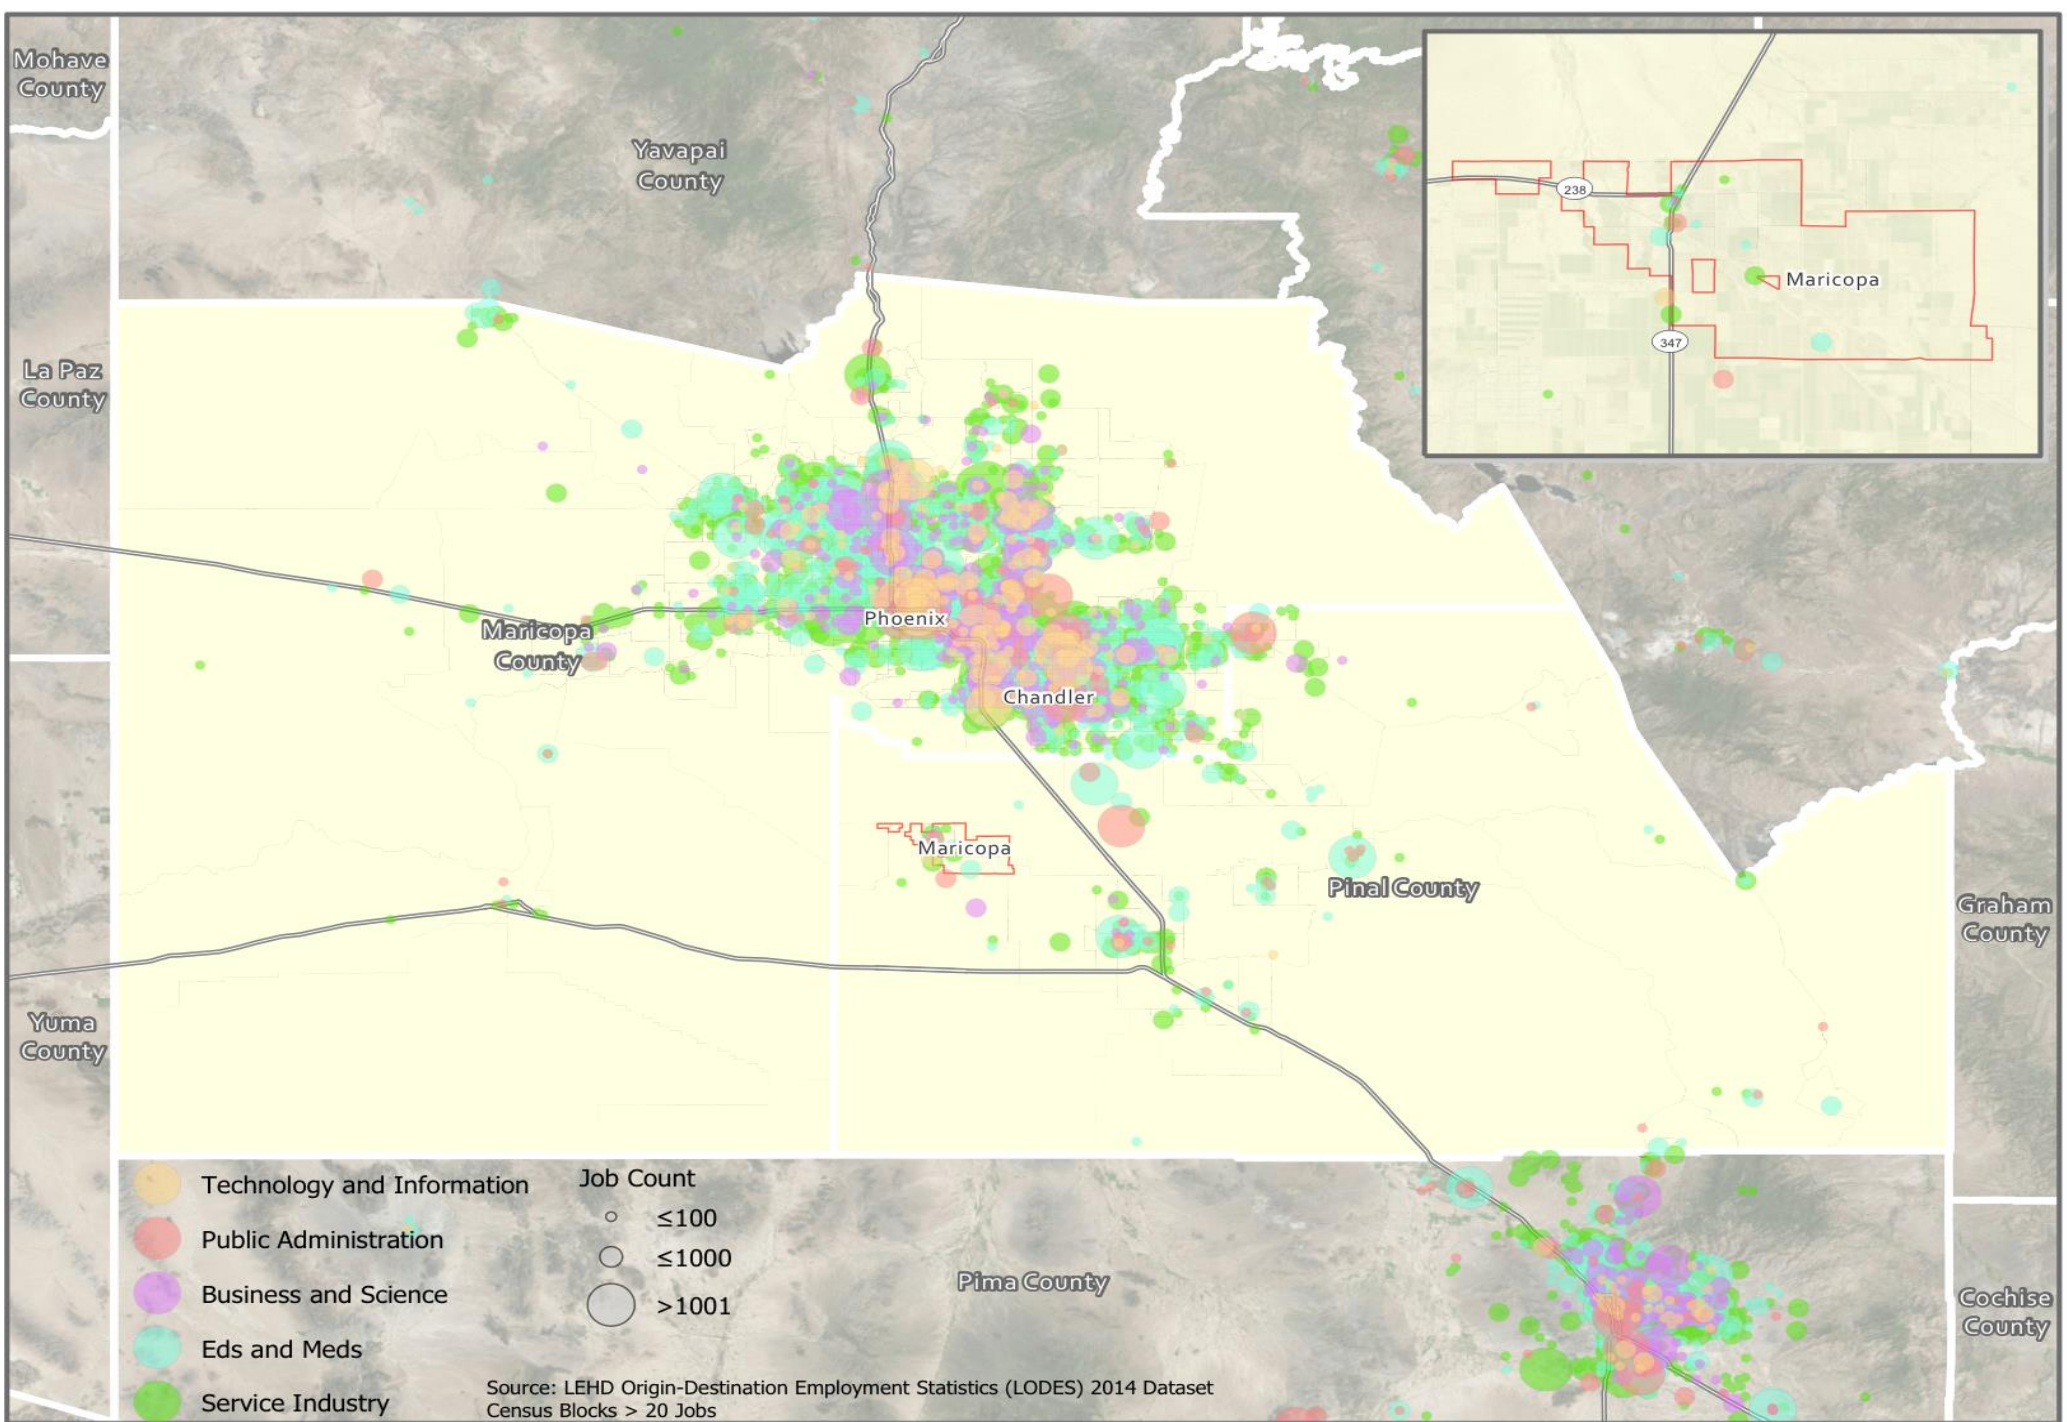 Mohave
County
Yavapai
County
238
Maricopa
347
La Paz
County
Phoenix
Maricopa
County
Chandler
Maricopa
Pinal County
Graham
County
Yuma
County
Technology and Information
Public Administration
Business and Science
Eds and Meds
Service Industry
Job Count
≤100
≤1000
>1001
Pima County
Cochise
County
Source: LEHD Origin-Destination Employment Statistics (LODES) 2014 Dataset
Census Blocks > 20 Jobs